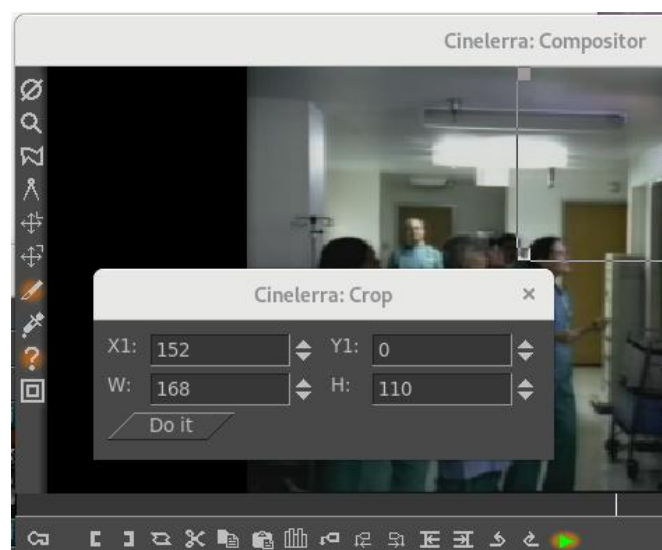 Cinelerra: Compositor
Cinelerra: Crop
X1: 152 Y1: 0
W: 168 H: 110
Do it